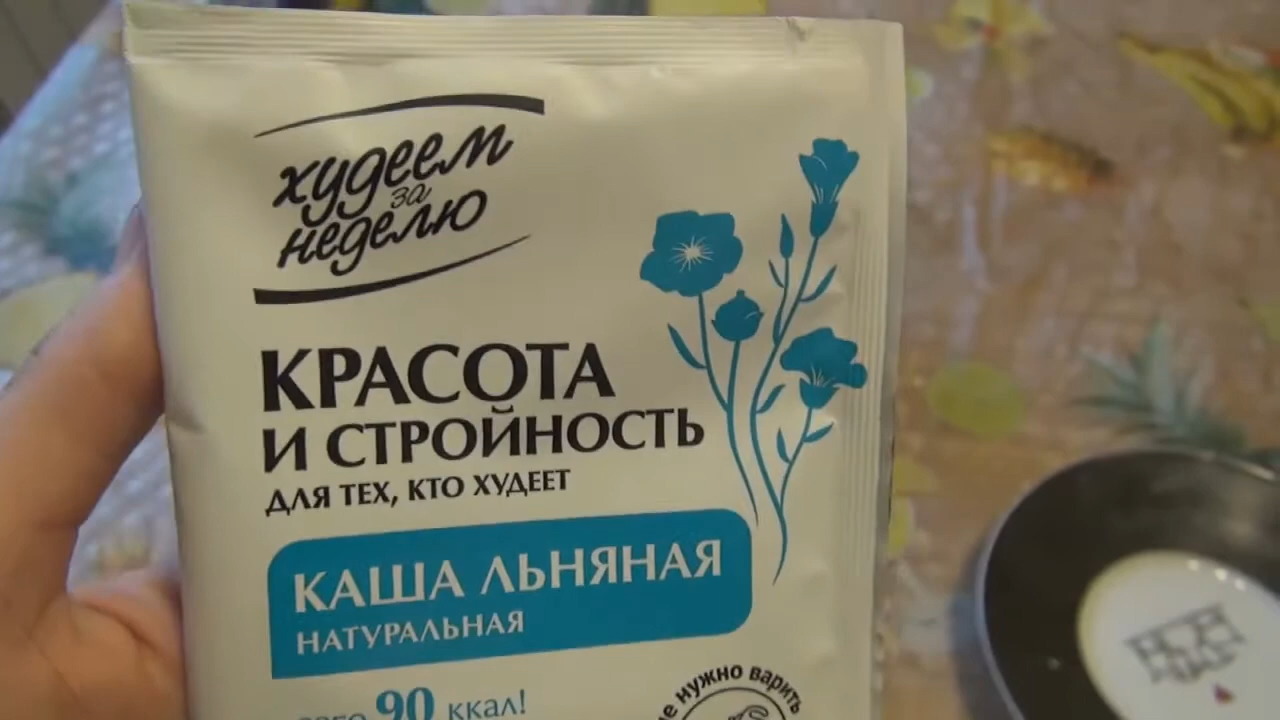 худеем
за
неделю
КРАСОТА
И СТРОЙНОСТЬ
ДЛЯ ТЕХ, КТО ХУДЕЕТ
КАША ЛЬНЯНАЯ
НАТУРАЛЬНАЯ
90 ккал!
нужно варить